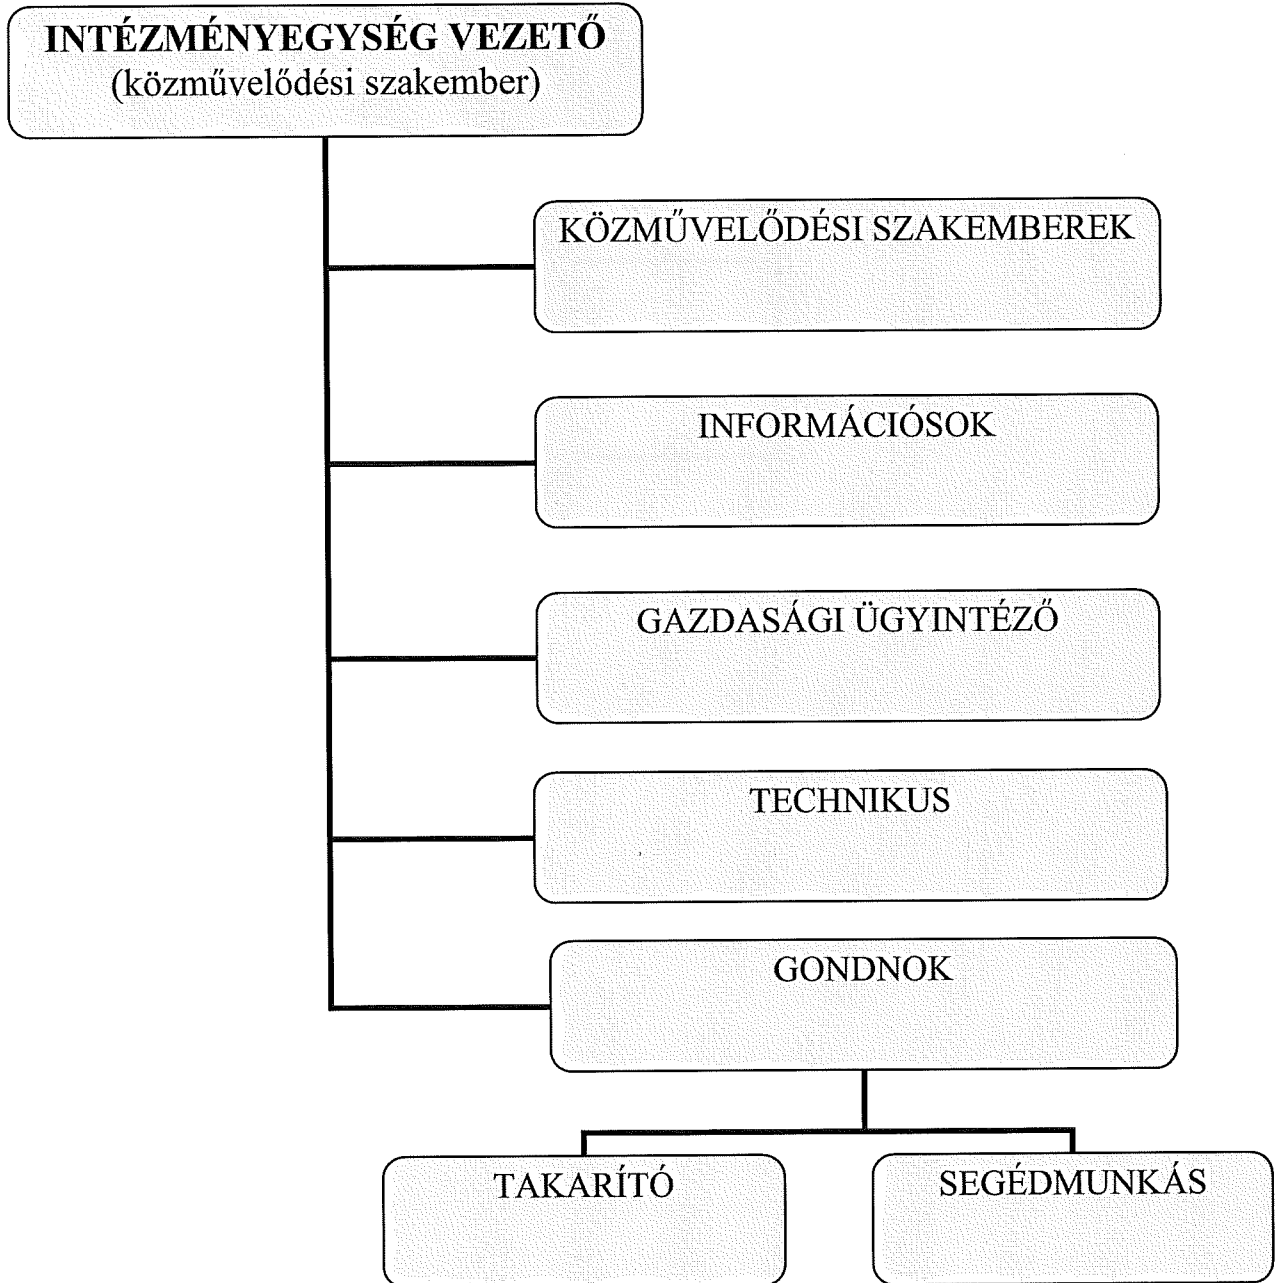 INTÉZMÉNYEGYSÉG VEZETŐ
(közművelődési szakember)
KÖZMŰVELŐDÉSI SZAKEMBEREK
INFORMÁCIÓSOK
GAZDASÁGI ÜGYINTÉZŐ
TECHNIKUS
GONDNOK
TAKARÍTÓ
SEGÉDMUNKÁS